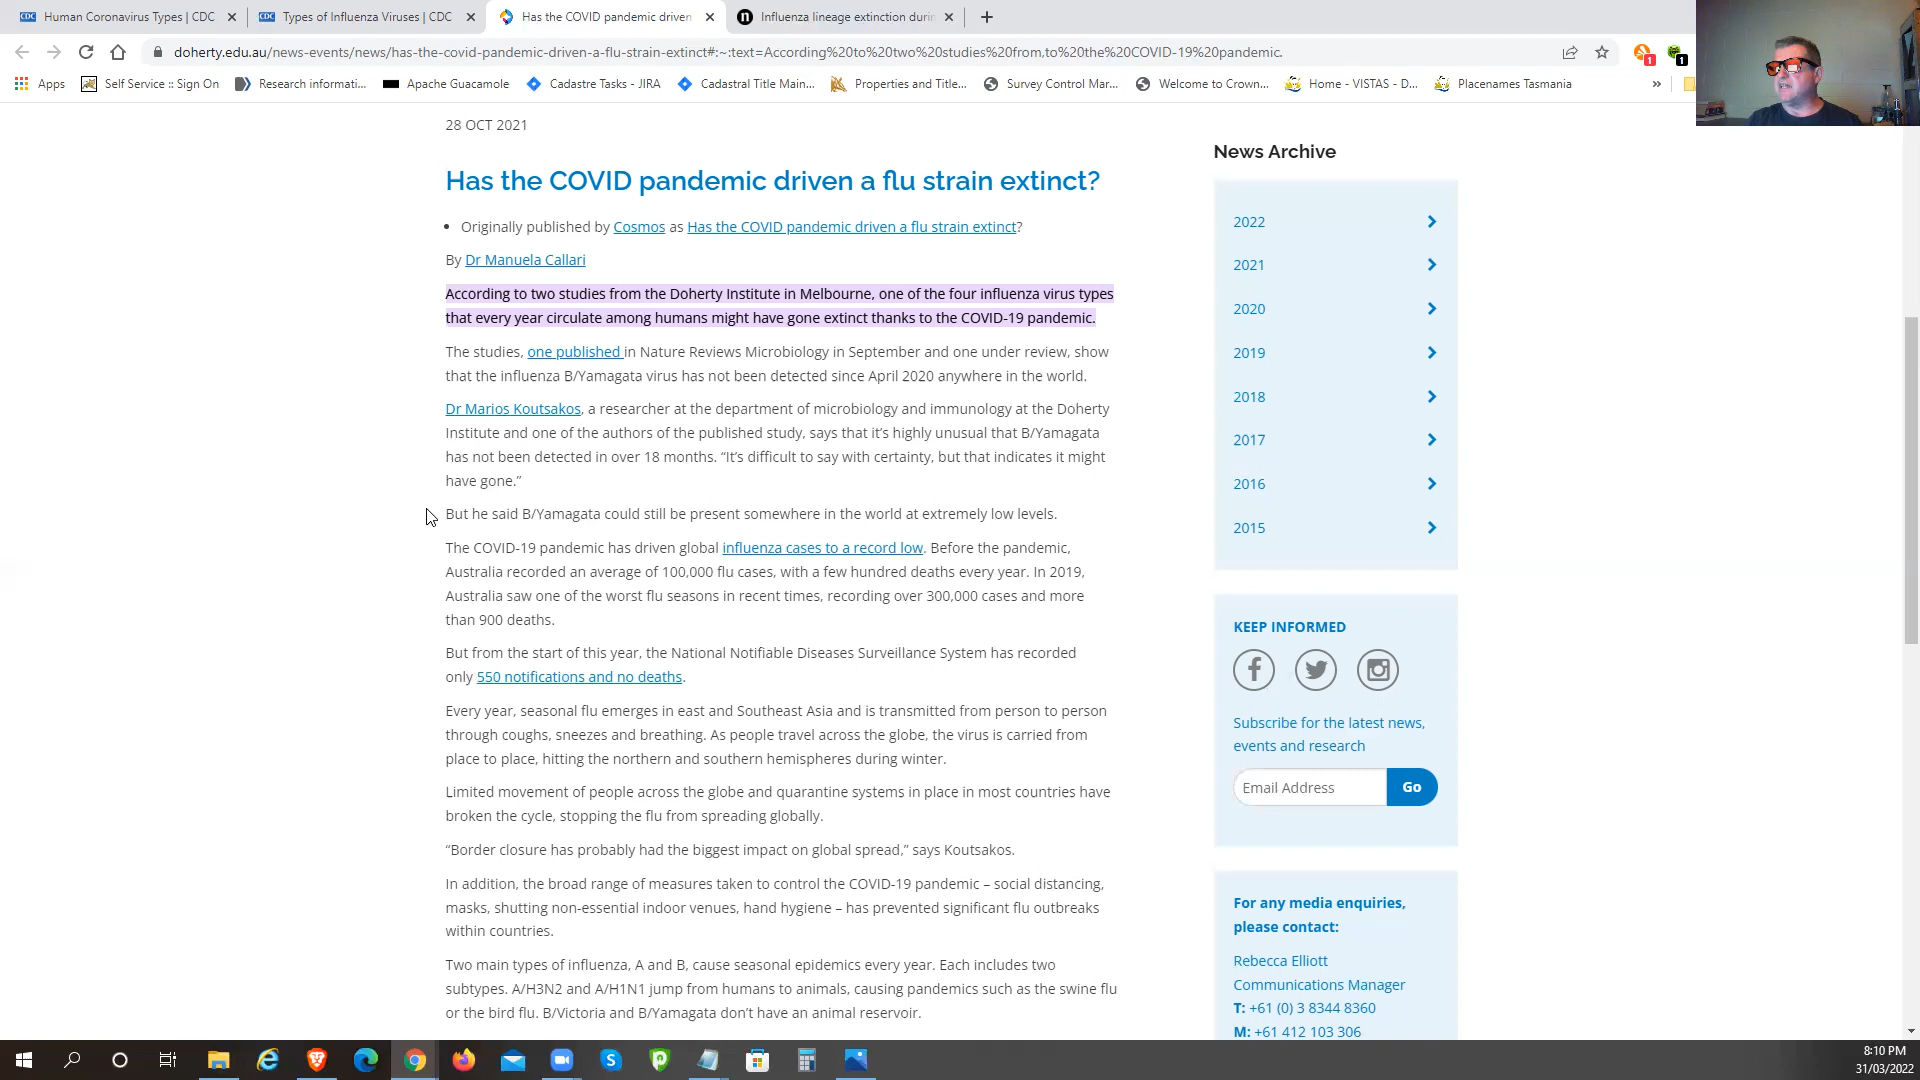 Human Coronavirus Types | CDC
Types of Influenza Viruses | CDC
Has the COVID pandemic driven
Influenza lineage extinction duri
doherty.edu.au/news-events/news/has-the-covid-pandemic-driven-a-flu-strain-extinct#:~:text=According%20to%20two%20studies%20from,to%20the%20COVID-19%20pandemic.
1
1
Apps
Self Service :: Sign On
Research informati...
Apache Guacamole
Cadastre Tasks - JIRA
Cadastral Title Main...
Properties and Title...
Survey Control Mar...
Welcome to Crown...
Home - VISTAS - D...
Placenames Tasmania
»
28 OCT 2021
Has the COVID pandemic driven a flu strain extinct?
• Originally published by Cosmos as Has the COVID pandemic driven a flu strain extinct?
By Dr Manuela Callari
According to two studies from the Doherty Institute in Melbourne, one of the four influenza virus types
that every year circulate among humans might have gone extinct thanks to the COVID-19 pandemic.
The studies, one published in Nature Reviews Microbiology in September and one under review, show
that the influenza B/Yamagata virus has not been detected since April 2020 anywhere in the world.
Dr Marios Koutsakos, a researcher at the department of microbiology and immunology at the Doherty
Institute and one of the authors of the published study, says that it's highly unusual that B/Yamagata
has not been detected in over 18 months. “It's difficult to say with certainty, but that indicates it might
have gone.”
But he said B/Yamagata could still be present somewhere in the world at extremely low levels.
The COVID-19 pandemic has driven global influenza cases to a record low. Before the pandemic,
Australia recorded an average of 100,000 flu cases, with a few hundred deaths every year. In 2019,
Australia saw one of the worst flu seasons in recent times, recording over 300,000 cases and more
than 900 deaths.
But from the start of this year, the National Notifiable Diseases Surveillance System has recorded
only 550 notifications and no deaths.
Every year, seasonal flu emerges in east and Southeast Asia and is transmitted from person to person
through coughs, sneezes and breathing. As people travel across the globe, the virus is carried from
place to place, hitting the northern and southern hemispheres during winter.
Limited movement of people across the globe and quarantine systems in place in most countries have
broken the cycle, stopping the flu from spreading globally.
“Border closure has probably had the biggest impact on global spread,” says Koutsakos.
In addition, the broad range of measures taken to control the COVID-19 pandemic – social distancing,
masks, shutting non-essential indoor venues, hand hygiene – has prevented significant flu outbreaks
within countries.
Two main types of influenza, A and B, cause seasonal epidemics every year. Each includes two
subtypes. A/H3N2 and A/H1N1 jump from humans to animals, causing pandemics such as the swine flu
or the bird flu. B/Victoria and B/Yamagata don't have an animal reservoir.
News Archive
2022
2021
2020
2019
2018
2017
2016
2015
KEEP INFORMED
Subscribe for the latest news,
events and research
Email Address
Go
For any media enquiries,
please contact:
Rebecca Elliott
Communications Manager
T: +61 (0) 3 8344 8360
M: +61 412 103 306
8:10 PM
31/03/2022